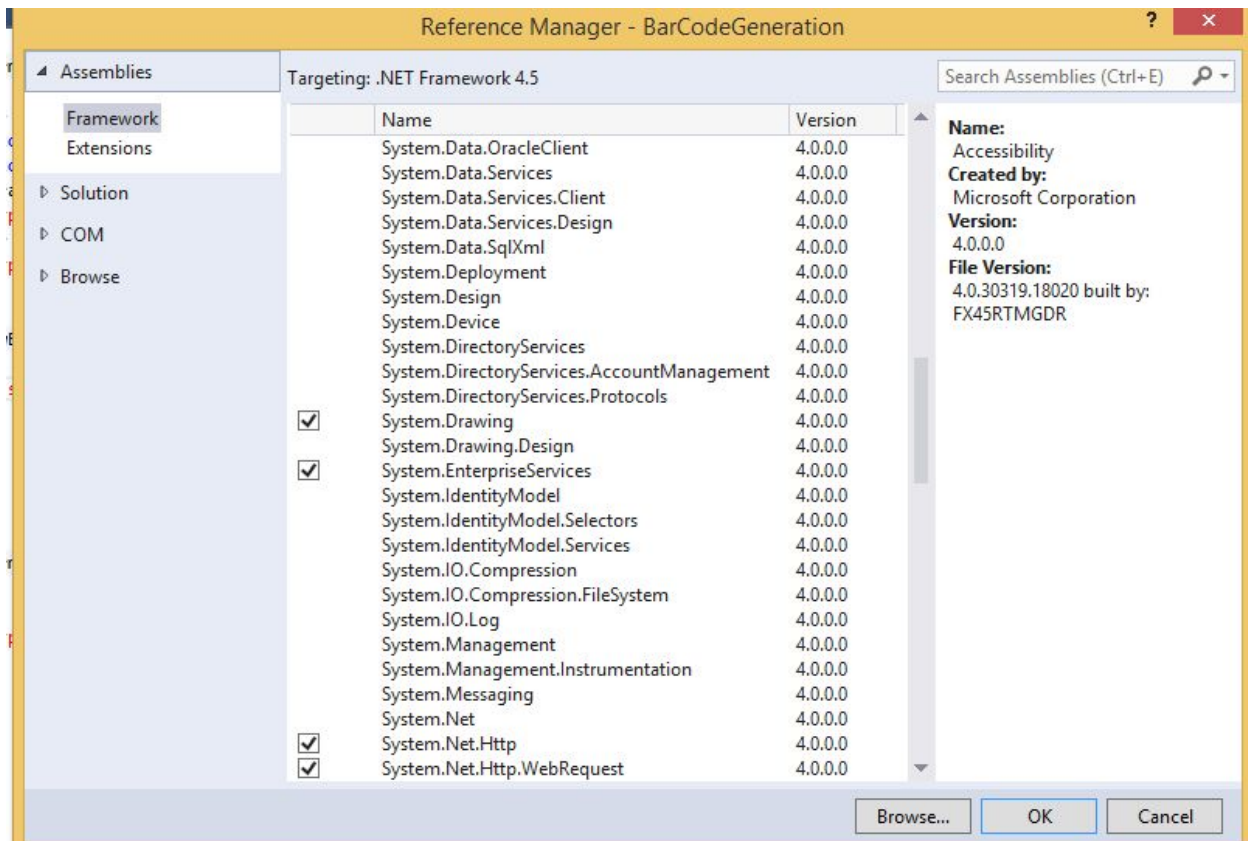 Reference Manager - BarCodeGeneration
?
Assemblies
Framework
Extensions
Solution
COM
Browse
Targeting: .NET Framework 4.5
Search Assemblies (Ctrl+E)
Name Version
System.Data.OracleClient 4.0.0.0
System.Data.Services 4.0.0.0
System.Data.Services.Client 4.0.0.0
System.Data.Services.Design 4.0.0.0
System.Data.SqlXml 4.0.0.0
System.Deployment 4.0.0.0
System.Design 4.0.0.0
System.Device 4.0.0.0
System.DirectoryServices 4.0.0.0
System.DirectoryServices.AccountManagement 4.0.0.0
System.DirectoryServices.Protocols 4.0.0.0
System.Drawing 4.0.0.0
System.Drawing.Design 4.0.0.0
System.EnterpriseServices 4.0.0.0
System.IdentityModel 4.0.0.0
System.IdentityModel.Selectors 4.0.0.0
System.IdentityModel.Services 4.0.0.0
System.IO.Compression 4.0.0.0
System.IO.Compression.FileSystem 4.0.0.0
System.IO.Log 4.0.0.0
System.Management 4.0.0.0
System.Management.Instrumentation 4.0.0.0
System.Messaging 4.0.0.0
System.Net 4.0.0.0
System.Net.Http 4.0.0.0
System.Net.Http.WebRequest 4.0.0.0
Name:
Accessibility
Created by:
Microsoft Corporation
Version:
4.0.0.0
File Version:
4.0.30319.18020 built by:
FX45RTMGDR
Browse...
OK
Cancel